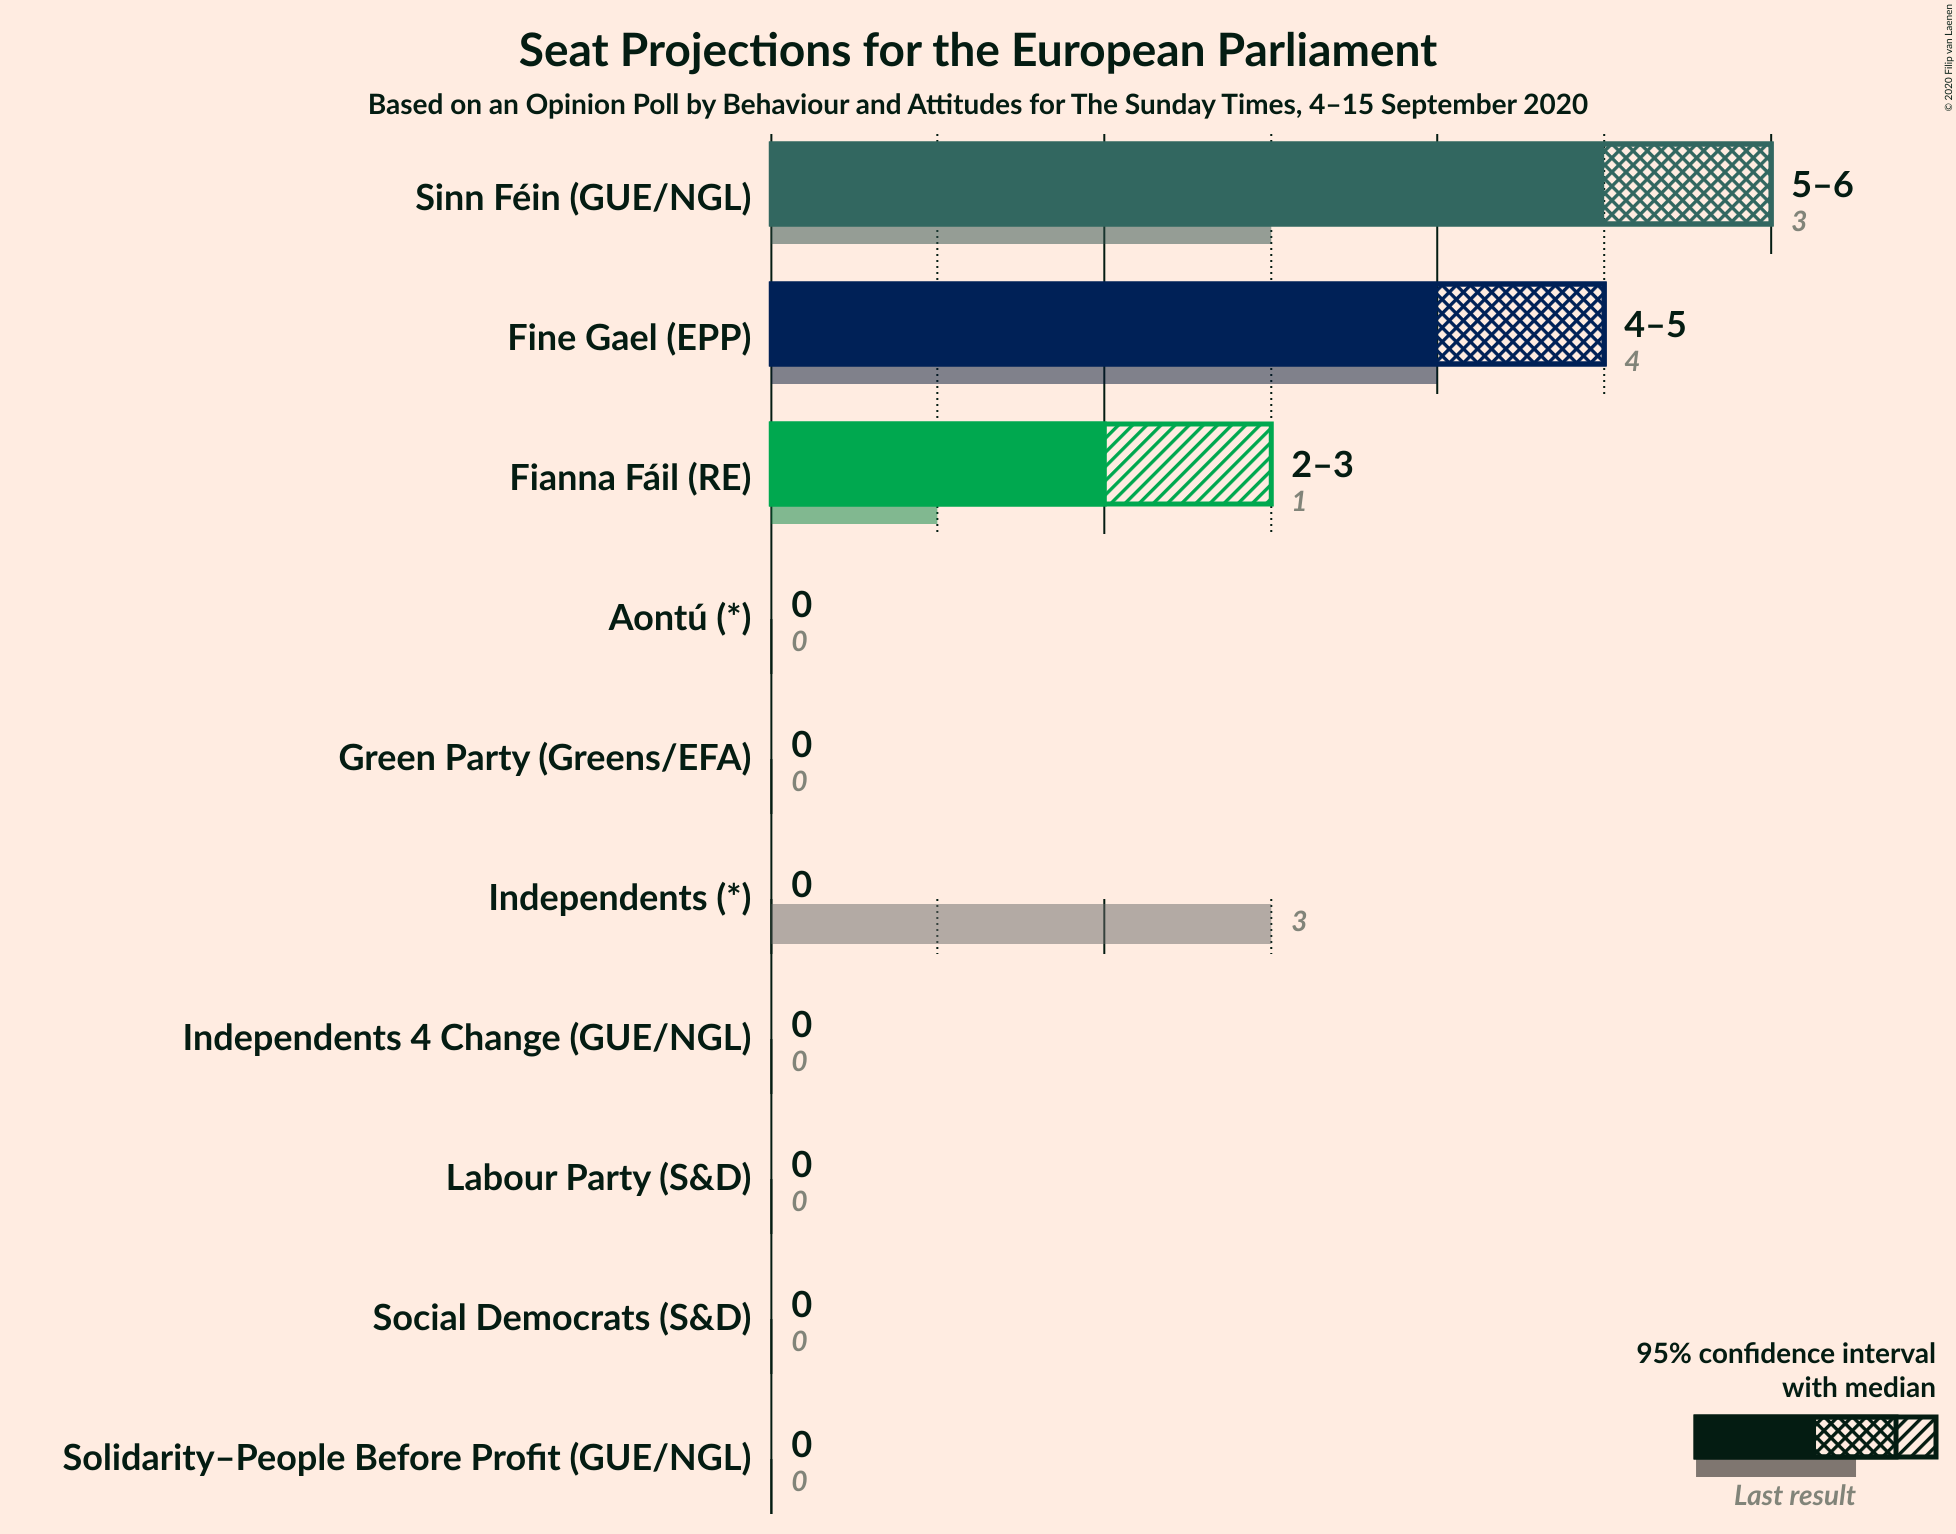 Seat Projections for the European Parliament
Based on an Opinion Poll by Behaviour and Attitudes for The Sunday Times, 4–15 September 2020
© 2020 Filip van Laenen
Sinn Féin (GUE/NGL)
5–6
3
Fine Gael (EPP)
4–5
4
Fianna Fáil (RE)
2–3
1
Aontú (*)
0
0
Green Party (Greens/EFA)
0
0
Independents (*)
0
3
Independents 4 Change (GUE/NGL)
0
0
Labour Party (S&D)
0
0
Social Democrats (S&D)
0
0
Solidarity–People Before Profit (GUE/NGL)
0
0
95% confidence interval
with median
Last result